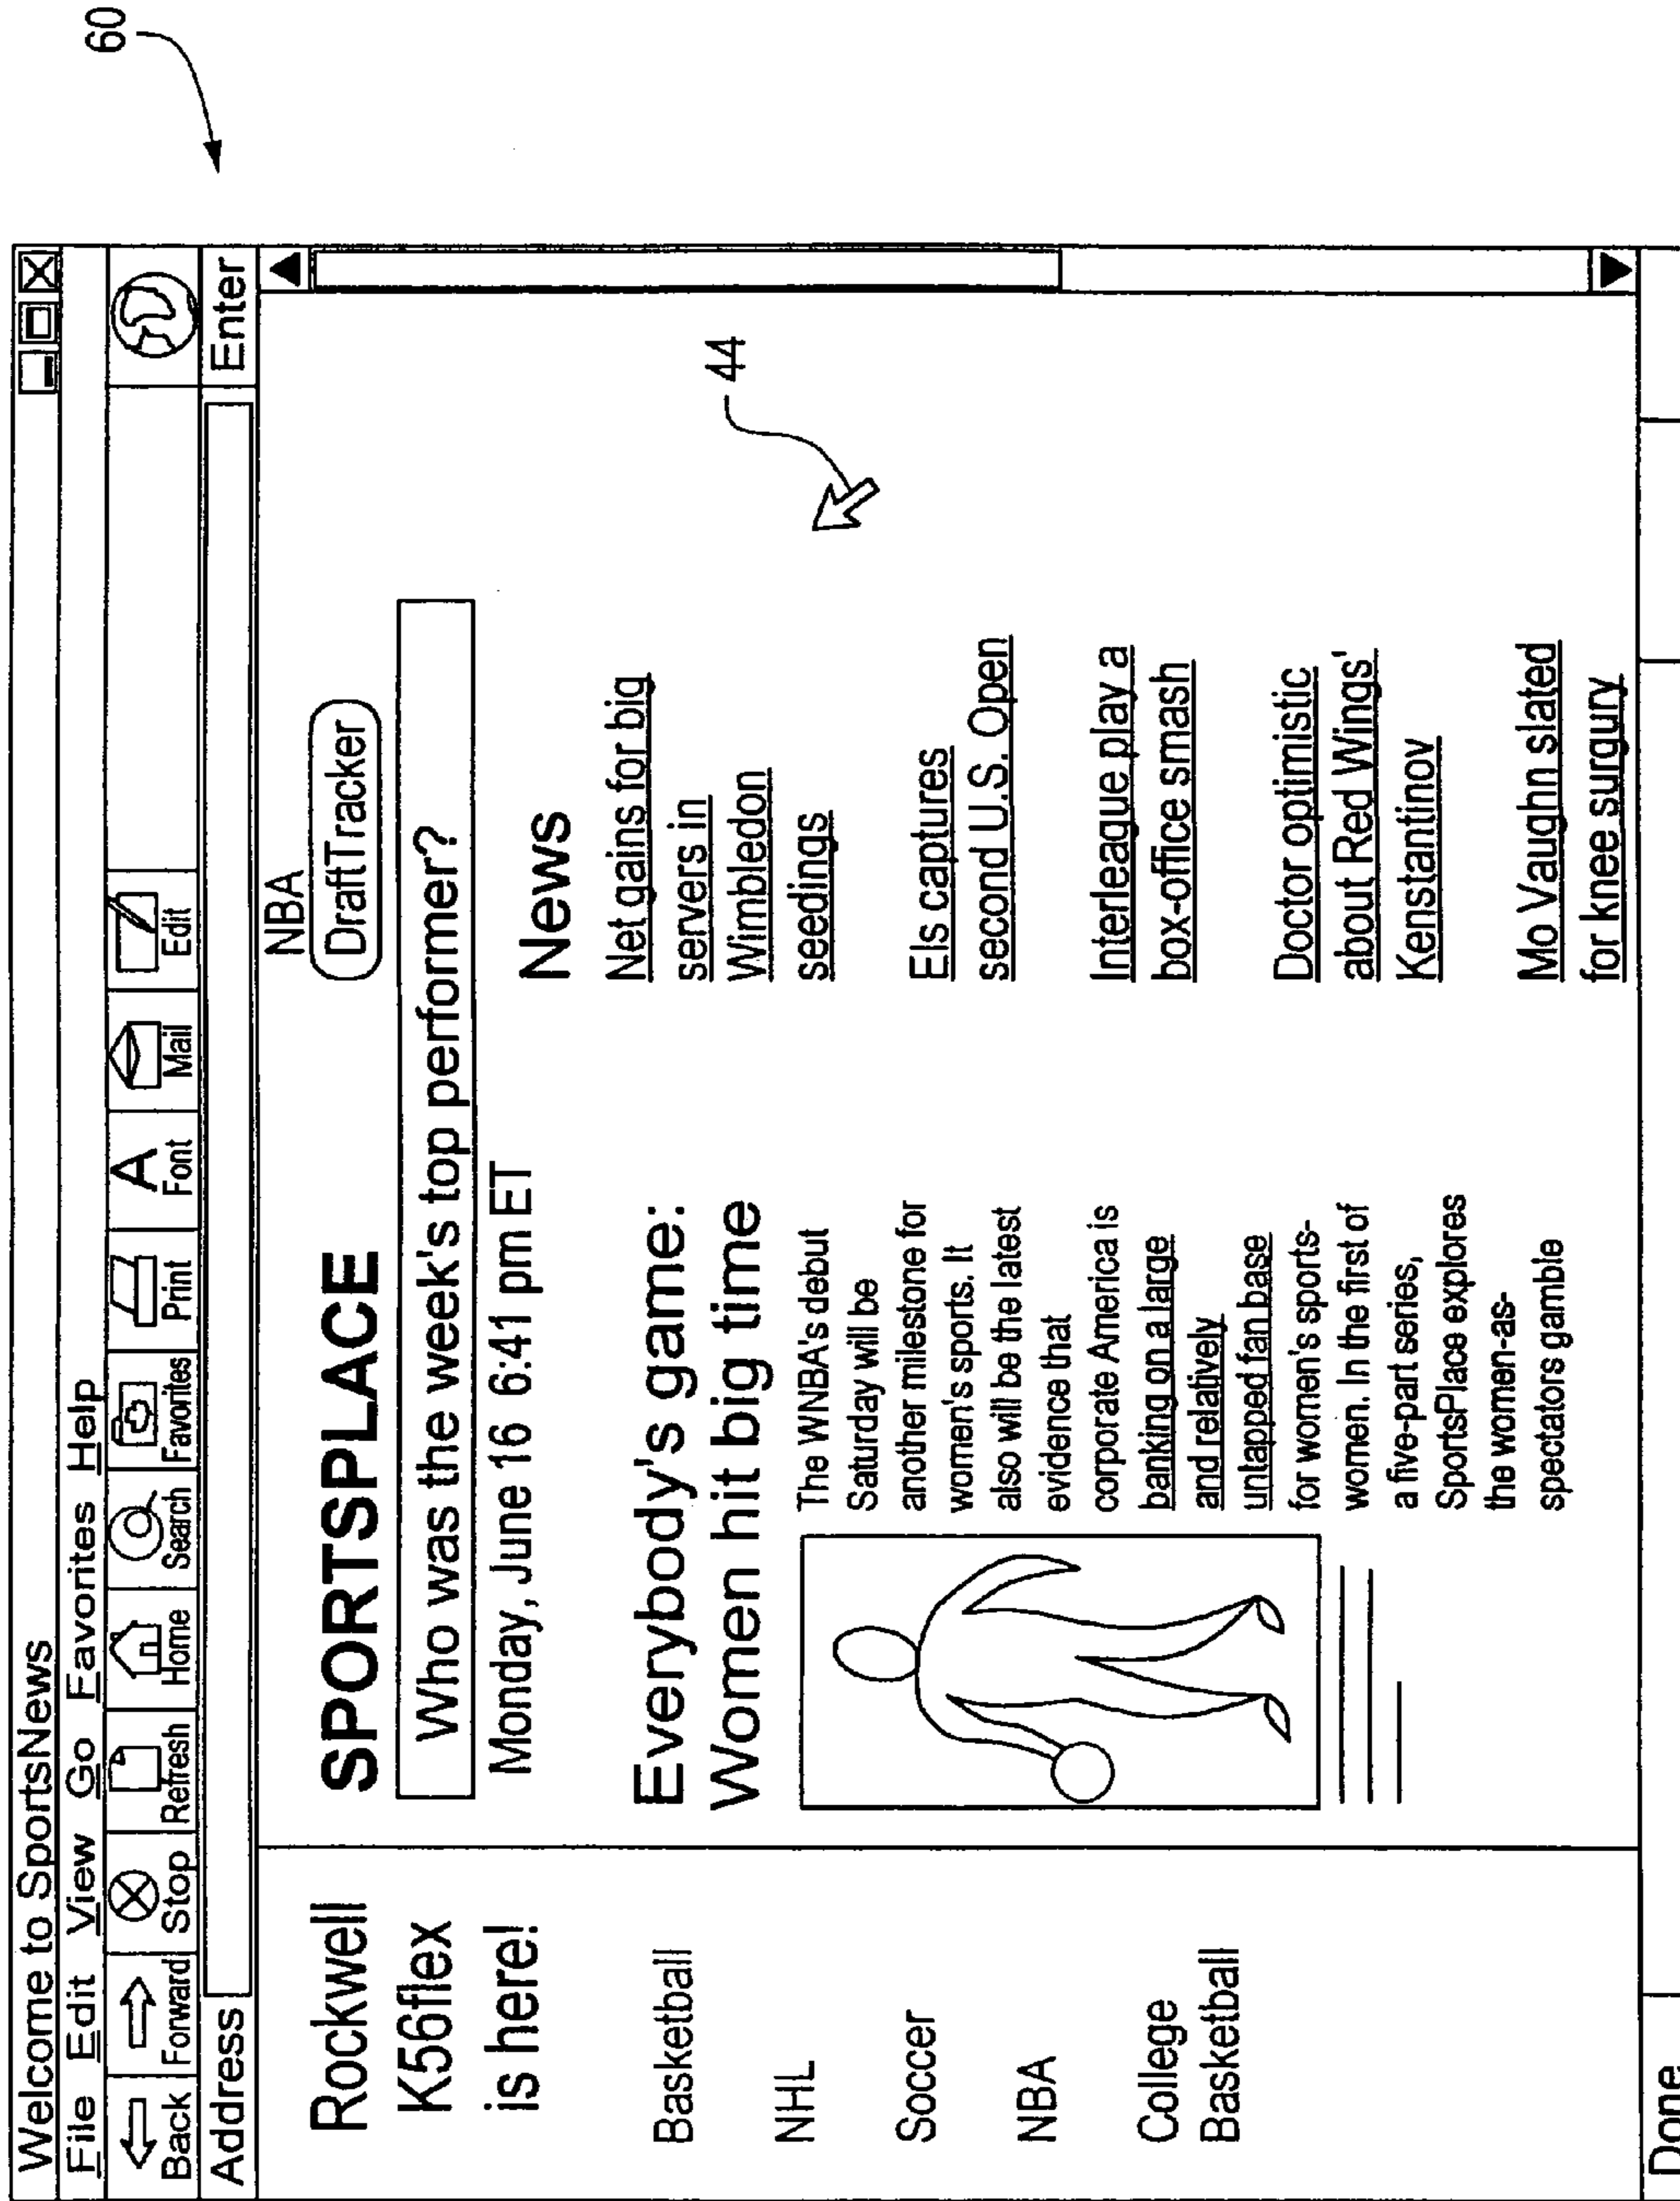 60
Welcome to SportsNews
File Edit View Go Favorites Help
Back Forward Stop Refresh Home Search Favorites Print Font Mail Edit
Address Enter
Rockwell
K56flex
is here!
Basketball
NHL
Soccer
NBA
College
Basketball
SPORTSPLACE
NBA
DraftTracker
Who was the week's top performer?
Monday, June 16 6:41 pm ET
Everybody's game:
Women hit big time
The WNBA's debut
Saturday will be
another milestone for
women's sports. It
also will be the latest
evidence that
corporate America is
banking on a large
and relatively
untapped fan base
for women's sports-
women. In the first of
a five-part series,
SportsPlace explores
the women-as-
spectators gamble
News
Net gains for big
servers in
Wimbledon
seedings
Els captures
second U.S. Open
Interleague play a
box-office smash
Doctor optimistic
about Red Wings'
Kenstantinov
Mo Vaughn slated
for knee surgury
44
Done